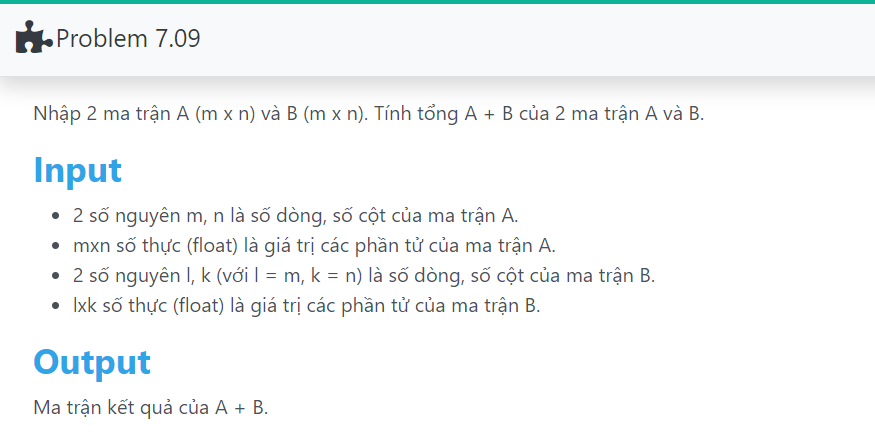 Problem 7.09
Nhập 2 ma trận A (m x n) và B (m x n). Tính tổng A + B của 2 ma trận A và B.
Input
• 2 số nguyên m, n là số dòng, số cột của ma trận A.
• mxn số thực (float) là giá trị các phần tử của ma trận A.
• 2 số nguyên l, k (với l = m, k = n) là số dòng, số cột của ma trận B.
• lxk số thực (float) là giá trị các phần tử của ma trận B.
Output
Ma trận kết quả của A + B.